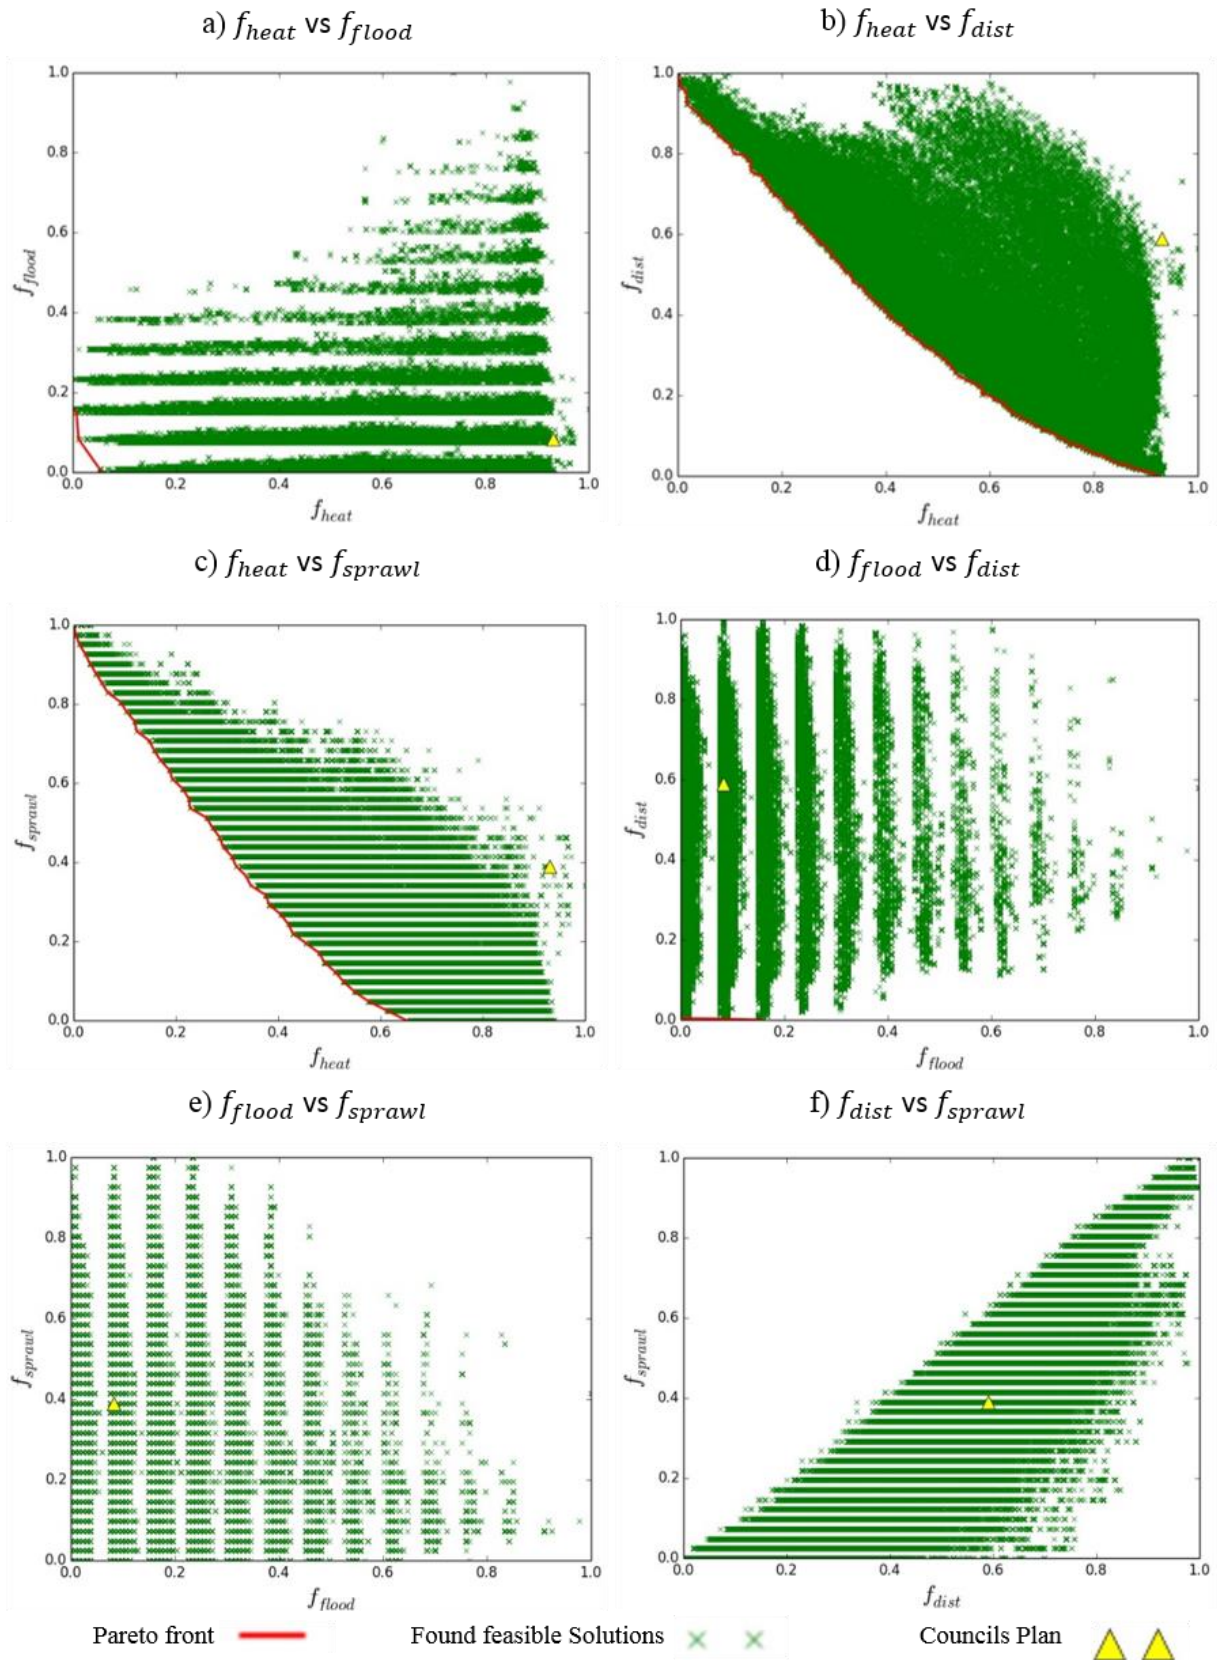 a) f_heat vs f_flood
b) f_heat vs f_dist
1.0
0.8
0.6
0.4
0.2
0.0
f_flood
0.0 0.2 0.4 0.6 0.8 1.0
f_heat
1.0
0.8
0.6
0.4
0.2
0.0
f_dist
0.0 0.2 0.4 0.6 0.8 1.0
f_heat
c) f_heat vs f_sprawl
d) f_flood vs f_dist
1.0
0.8
0.6
0.4
0.2
0.0
f_sprawl
0.0 0.2 0.4 0.6 0.8 1.0
f_heat
1.0
0.8
0.6
0.4
0.2
0.0
f_dist
0.0 0.2 0.4 0.6 0.8 1.0
f_flood
e) f_flood vs f_sprawl
f) f_dist vs f_sprawl
1.0
0.8
0.6
0.4
0.2
0.0
f_sprawl
0.0 0.2 0.4 0.6 0.8 1.0
f_flood
1.0
0.8
0.6
0.4
0.2
0.0
f_sprawl
0.0 0.2 0.4 0.6 0.8 1.0
f_dist
Pareto front
Found feasible Solutions
Councils Plan